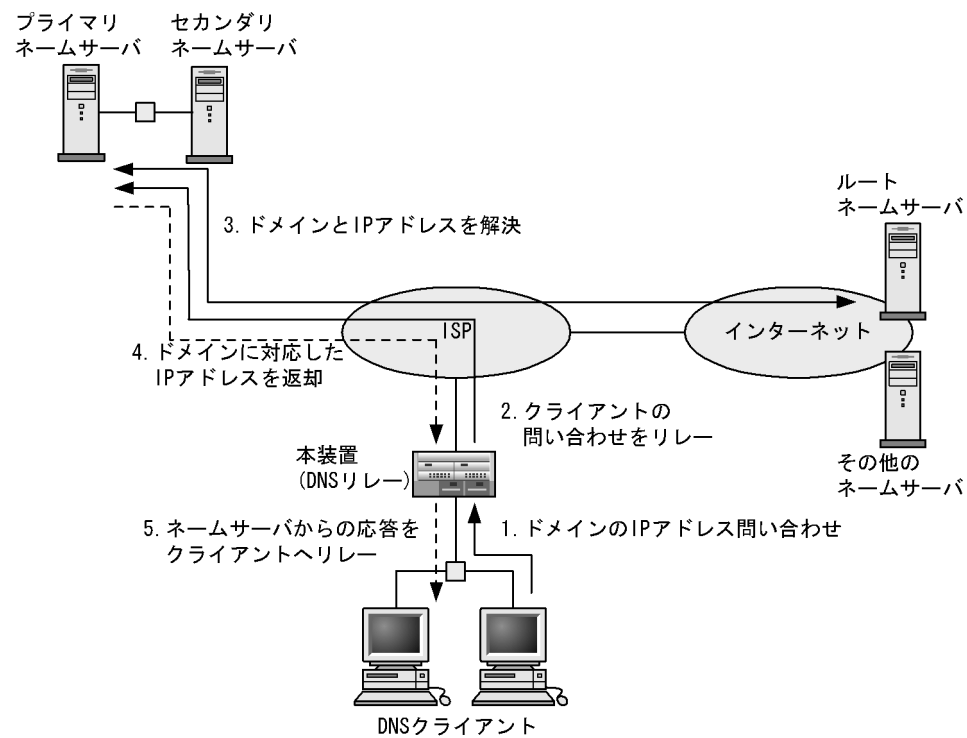 プライマリ
ネームサーバ
セカンダリ
ネームサーバ
ルート
ネームサーバ
3. ドメインとIPアドレスを解決
ISP
インターネット
4. ドメインに対応した
IPアドレスを返却
2. クライアントの
問い合わせをリレー
本装置
(DNSリレー)
その他の
ネームサーバ
5. ネームサーバからの応答を
クライアントへリレー
1. ドメインのIPアドレス問い合わせ
DNSクライアント